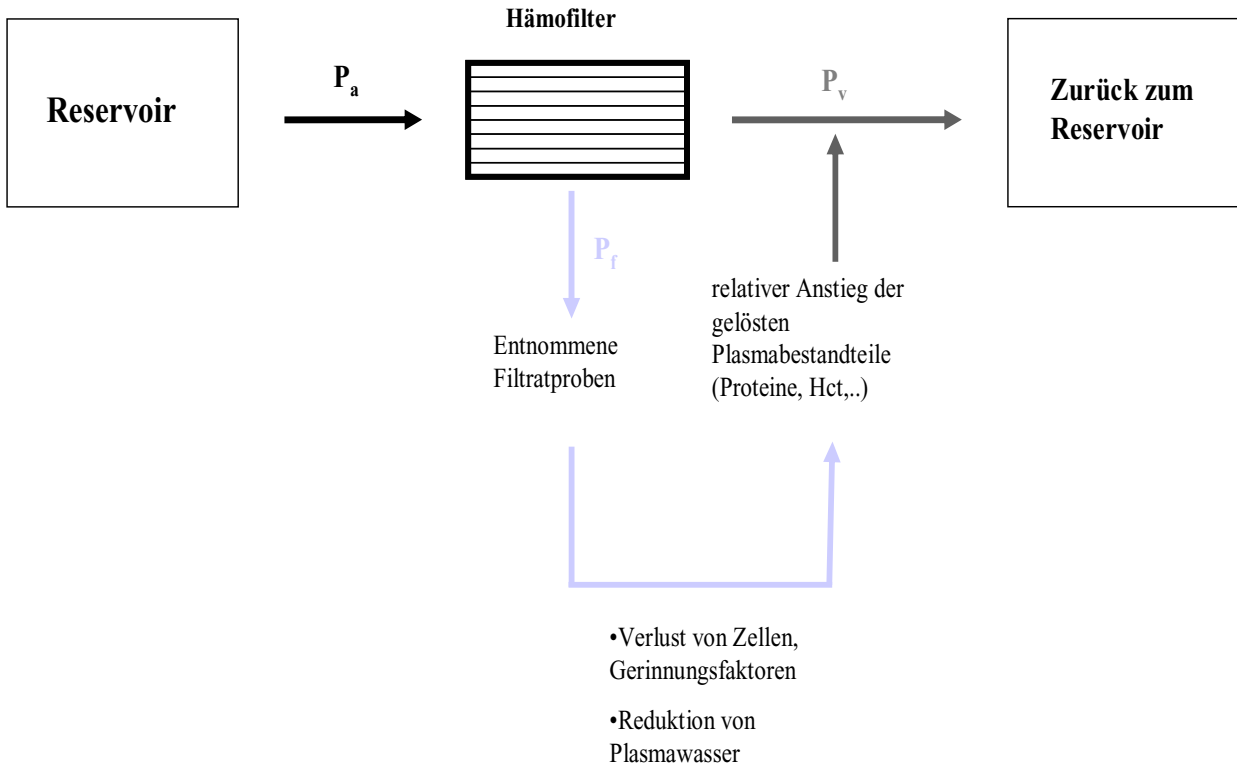 Hämofilter
Reservoir
Pa
Pv
Zurück zum
Reservoir
Pf
Entnommene
Filtratproben
relativer Anstieg der
gelösten
Plasmabestandteile
(Proteine, Hct,..)
•Verlust von Zellen,
Gerinnungsfaktoren
•Reduktion von
Plasmawasser